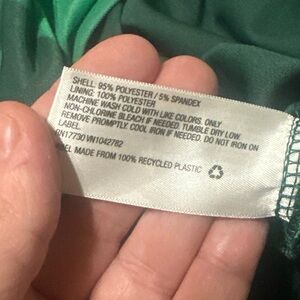 SHELL: 95% POLYESTER / 5% SPANDEX
LINING: 100% POLYESTER
MACHINE WASH COLD WITH LIKE COLORS. ONLY
NON-CHLORINE BLEACH IF NEEDED. TUMBLE DRY LOW
REMOVE PROMPTLY. COOL IRON IF NEEDED. DO NOT IRON ON
LABEL.
RN17730 VN1042782
MADE FROM 100% RECYCLED PLASTIC